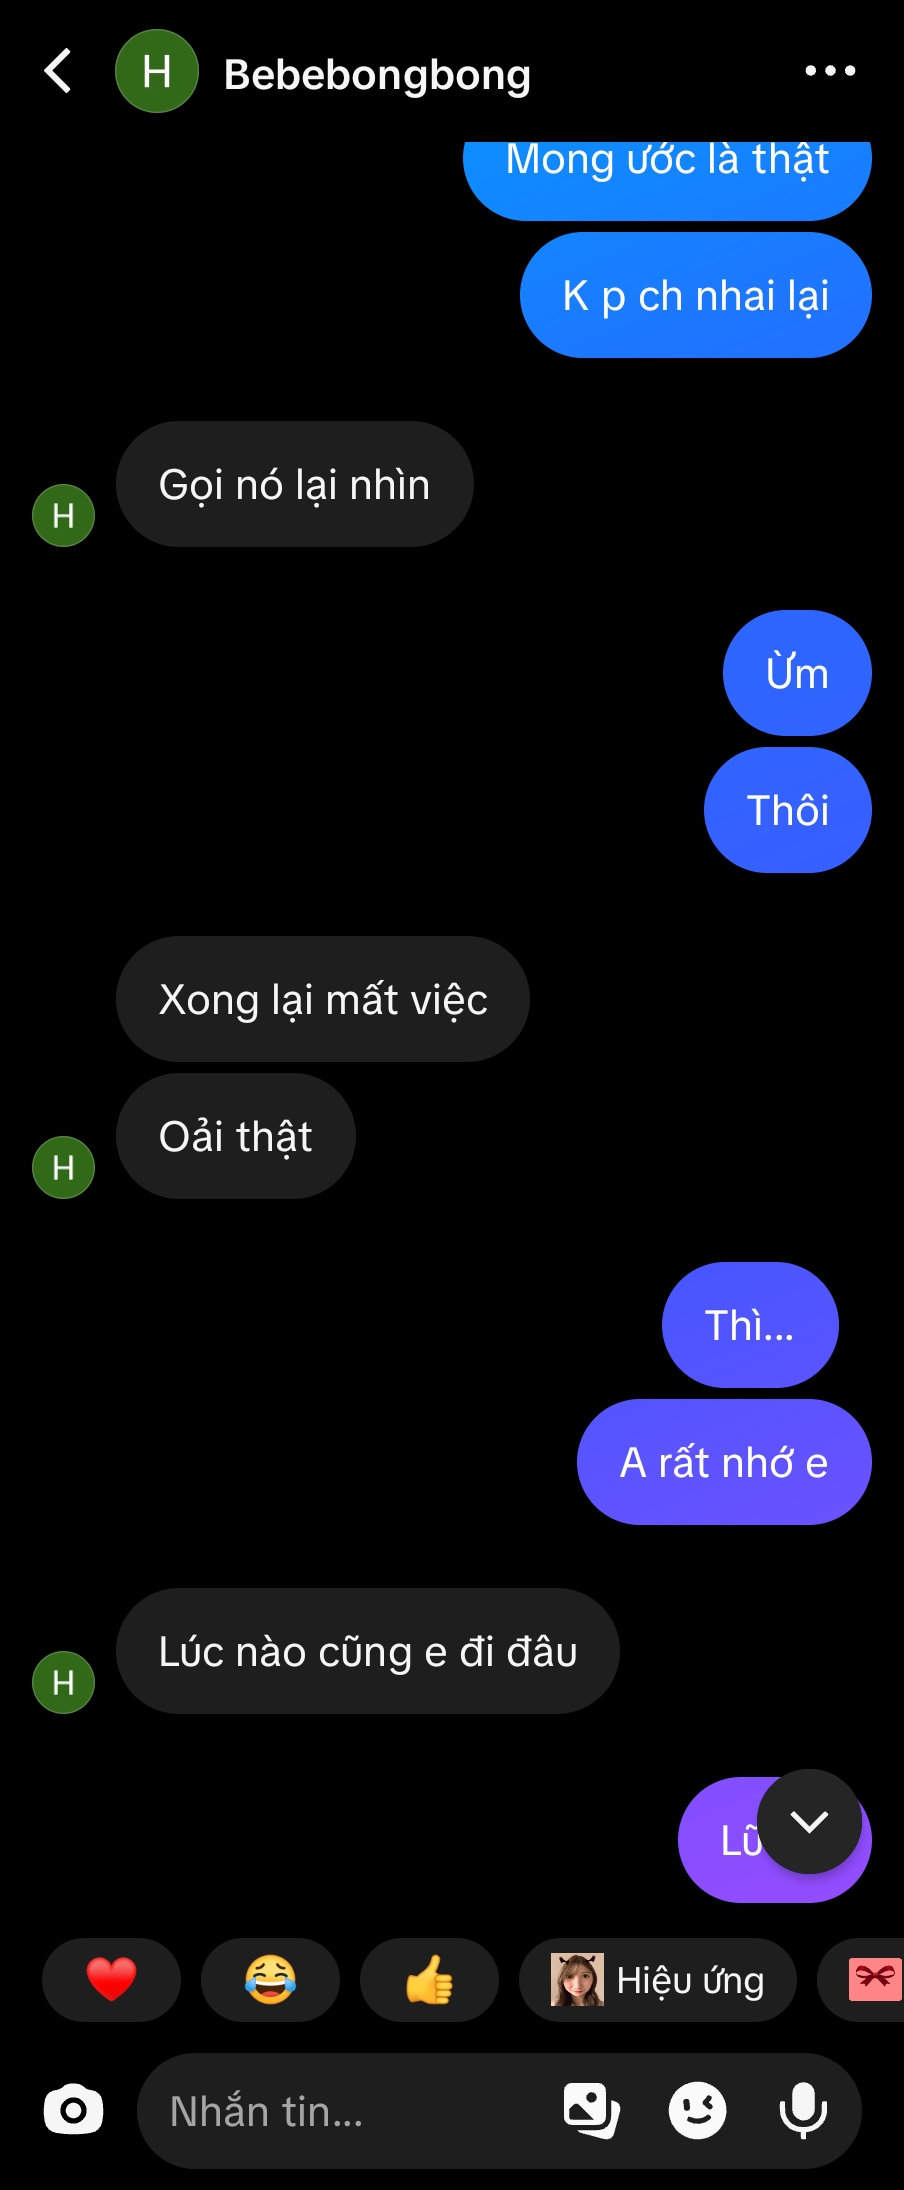 H
Bebebongbong
Mong ước là thật
K p ch nhai lại
Gọi nó lại nhìn
H
Ừm
Thôi
Xong lại mất việc
Oải thật
H
Thì...
A rất nhớ e
Lúc nào cũng e đi đâu
H
Hiệu ứng
Nhắn tin...